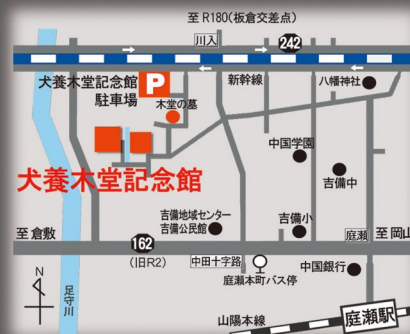 至 R180(板倉交差点)
川入
242
犬養木堂記念館
駐車場
P
新幹線
八幡神社
木堂の墓
中国学園
犬養木堂記念館
吉備中
吉備地域センター
吉備公民館
吉備小
至 倉敷
162
(旧R2)
中田十字路
庭瀬
至 岡山
庭瀬本町バス停
中国銀行
N
足守川
山陽本線
庭瀬駅